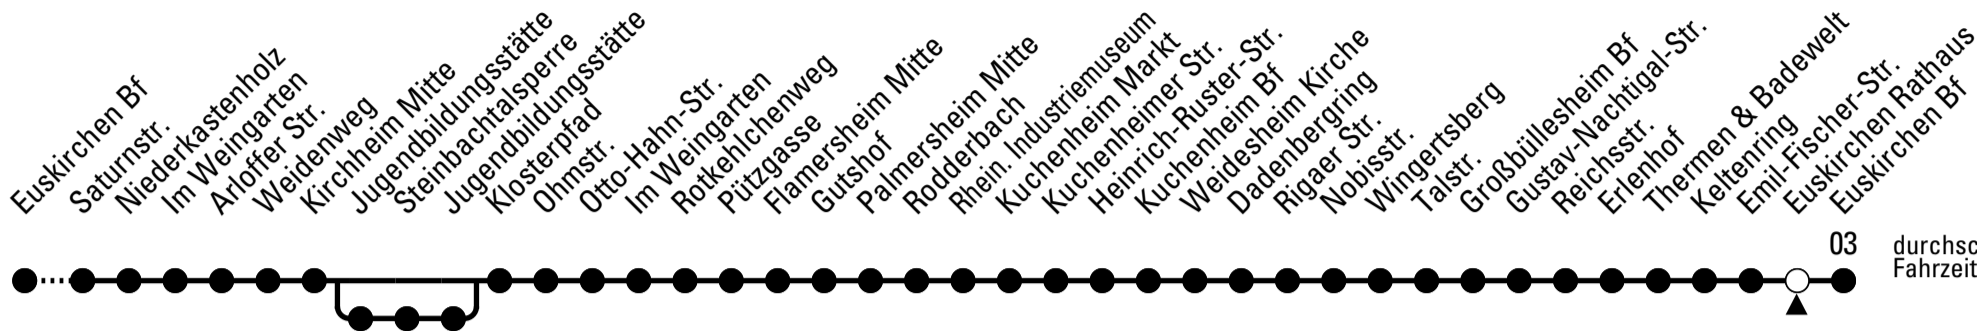 Euskirchen Bf
Saturnstr.
Niederkastenholz
Im Weingarten
Arloffer Str.
Weidenweg
Kirchheim Mitte
Jugendbildungsstätte
Steinbachtalsperre
Jugendbildungsstätte
Klosterpfad
Ohmstr.
Otto-Hahn-Str.
Im Weingarten
Rotkehlchenweg
Pützgasse
Flamersheim Mitte
Gutshof
Palmersheim Mitte
Rodderbach
Rhein. Industriemuseum
Kuchenheim Markt
Kuchenheimer Str.
Heinrich-Ruster-Str.
Kuchenheim Bf
Weidesheim Kirche
Dadenbergring
Rigaer Str.
Nobisstr.
Wingertsberg
Talstr.
Großbüllesheim Bf
Gustav-Nachtigal-Str.
Reichsstr.
Erlenhof
Thermen & Badewelt
Keltenring
Emil-Fischer-Str.
Euskirchen Rathaus
Euskirchen Bf
03
durchsc
Fahrzeit